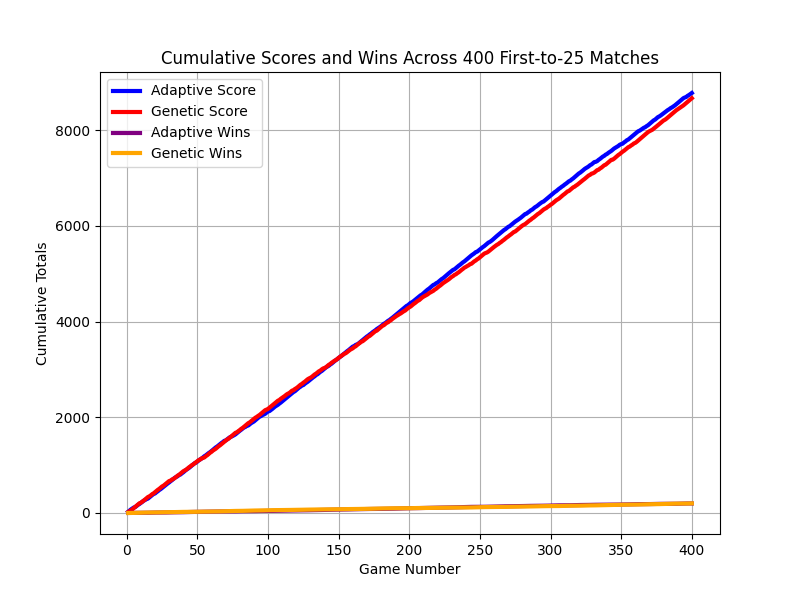 Cumulative Scores and Wins Across 400 First-to-25 Matches
Adaptive Score
Genetic Score
Adaptive Wins
Genetic Wins
8000
6000
4000
2000
0
Cumulative Totals
0 50 100 150 200 250 300 350 400
Game Number